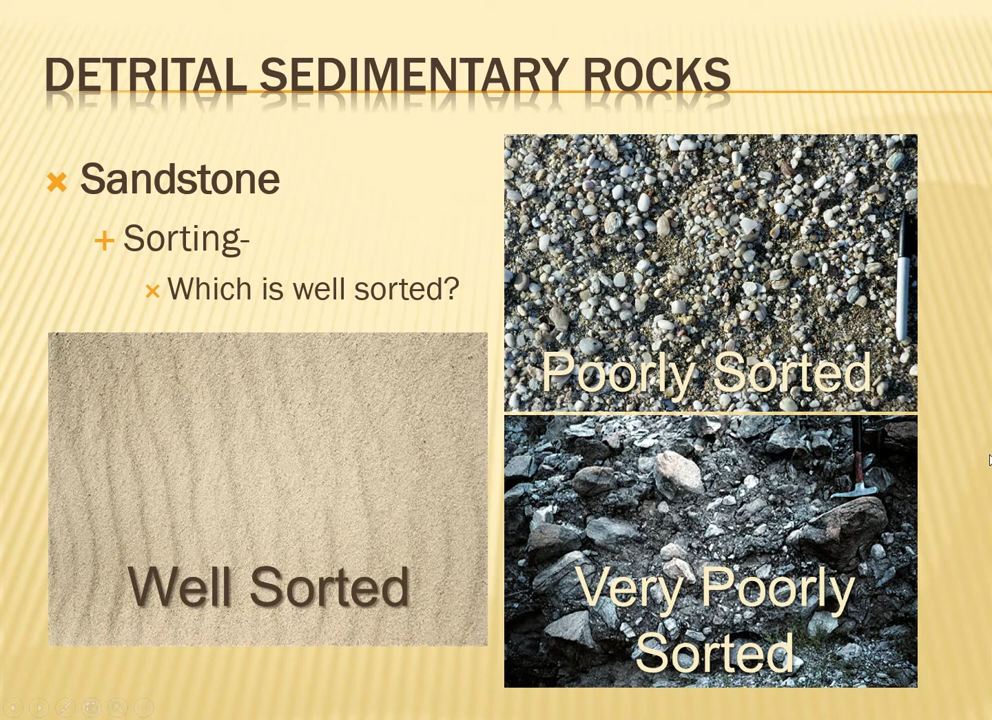 DETRITAL SEDIMENTARY ROCKS
Sandstone
Sorting-
Which is well sorted?
Well Sorted
Poorly Sorted
Very Poorly
Sorted